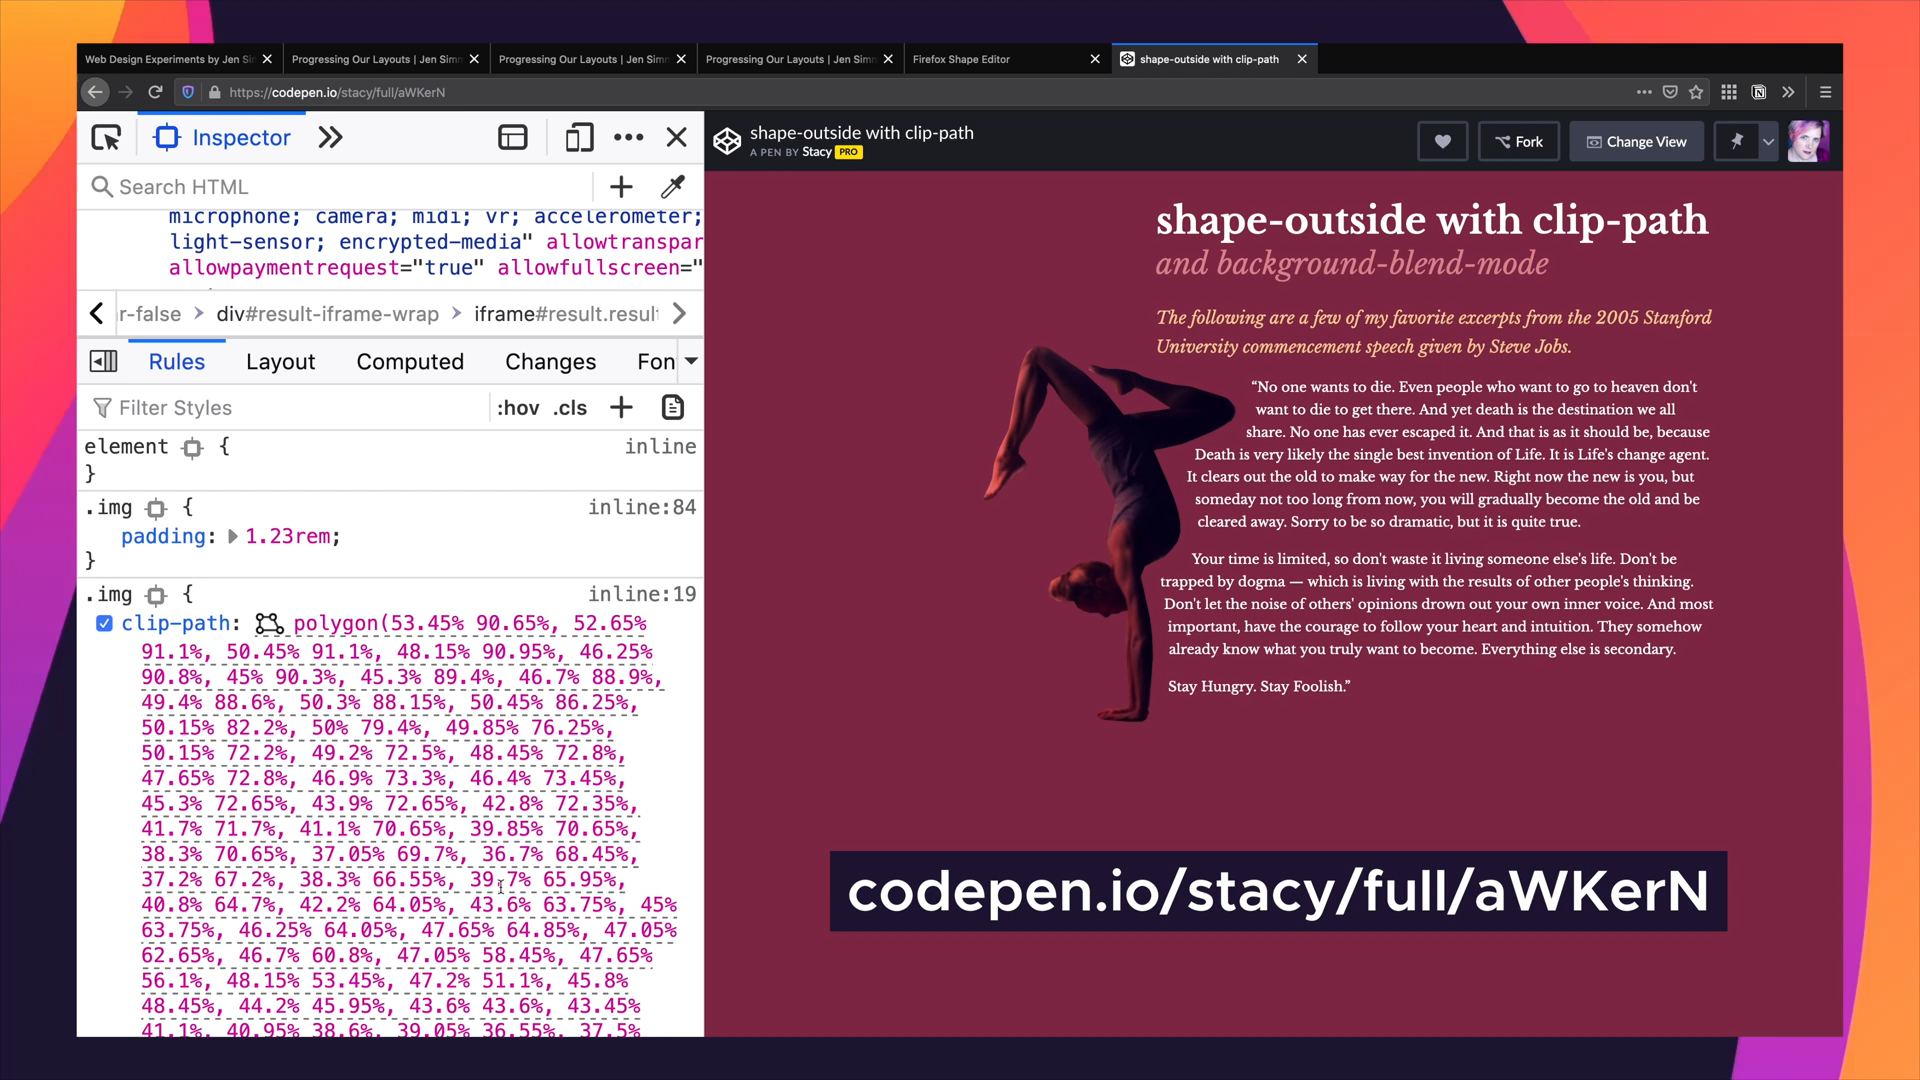 Web Design Experiments by Jen Si
Progressing Our Layouts | Jen Simm
Progressing Our Layouts | Jen Simm
Progressing Our Layouts | Jen Simm
Firefox Shape Editor
shape-outside with clip-path
https://codepen.io/stacy/full/aWKerN
Inspector
Search HTML
microphone; camera; midi; vr; accelerometer;
light-sensor; encrypted-media" allowtranspar
allowpaymentrequest="true" allowfullscreen="
r-false > div#result-iframe-wrap > iframe#result.result
Rules Layout Computed Changes Fon
Filter Styles :hov .cls
element { inline
}
.img { inline:84
padding: 1.23rem;
}
.img { inline:19
clip-path: polygon(53.45% 90.65%, 52.65%
91.1%, 50.45% 91.1%, 48.15% 90.95%, 46.25%
90.8%, 45% 90.3%, 45.3% 89.4%, 46.7% 88.9%,
49.4% 88.6%, 50.3% 88.15%, 50.45% 86.25%,
50.15% 82.2%, 50% 79.4%, 49.85% 76.25%,
50.15% 72.2%, 49.2% 72.5%, 48.45% 72.8%,
47.65% 72.8%, 46.9% 73.3%, 46.4% 73.45%,
45.3% 72.65%, 43.9% 72.65%, 42.8% 72.35%,
41.7% 71.7%, 41.1% 70.65%, 39.85% 70.65%,
38.3% 70.65%, 37.05% 69.7%, 36.7% 68.45%,
37.2% 67.2%, 38.3% 66.55%, 39.7% 65.95%,
40.8% 64.7%, 42.2% 64.05%, 43.6% 63.75%, 45%
63.75%, 46.25% 64.05%, 47.65% 64.85%, 47.05%
62.65%, 46.7% 60.8%, 47.05% 58.45%, 47.65%
56.1%, 48.15% 53.45%, 47.2% 51.1%, 45.8%
48.45%, 44.2% 45.95%, 43.6% 43.6%, 43.45%
41.1%, 40.95% 38.6%, 39.05% 36.55%, 37.5%
shape-outside with clip-path
A PEN BY Stacy PRO
Fork
Change View
shape-outside with clip-path
and background-blend-mode
The following are a few of my favorite excerpts from the 2005 Stanford
University commencement speech given by Steve Jobs.
“No one wants to die. Even people who want to go to heaven don't
want to die to get there. And yet death is the destination we all
share. No one has ever escaped it. And that is as it should be, because
Death is very likely the single best invention of Life. It is Life's change agent.
It clears out the old to make way for the new. Right now the new is you, but
someday not too long from now, you will gradually become the old and be
cleared away. Sorry to be so dramatic, but it is quite true.
Your time is limited, so don't waste it living someone else's life. Don't be
trapped by dogma — which is living with the results of other people's thinking.
Don't let the noise of others' opinions drown out your own inner voice. And most
important, have the courage to follow your heart and intuition. They somehow
already know what you truly want to become. Everything else is secondary.
Stay Hungry. Stay Foolish.”
codepen.io/stacy/full/aWKerN